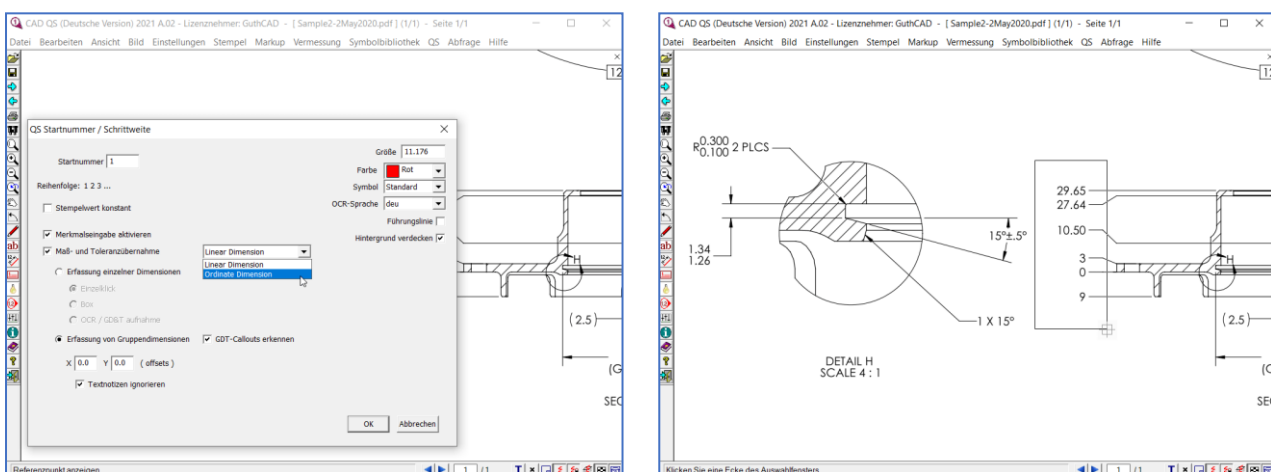 CAD QS (Deutsche Version) 2021 A.02 - Lizenznehmer: GuthCAD - [ Sample2-2May2020.pdf ] (1/1) - Seite 1/1
Datei Bearbeiten Ansicht Bild Einstellungen Stempel Markup Vermessung Symbolbibliothek QS Abfrage Hilfe
12
QS Startnummer / Schrittweite
Startnummer 1
Größe 11.176
Farbe Rot
Reihenfolge: 1 2 3 ...
Symbol Standard
OCR-Sprache deu
Stempelwert konstant
Führungslinie
Merkmalseingabe aktivieren
Hintergrund verdecken
Maß- und Toleranzübernahme
Linear Dimension
Linear Dimension
Ordinate Dimension
Erfassung einzelner Dimensionen
Einzelklick
Box
OCR / GD&T aufnahme
Erfassung von Gruppendimensionen
GDT-Callouts erkennen
X 0.0 Y 0.0 ( offsets )
Textnotizen ignorieren
OK Abbrechen
H
(2.5)
(G
SEC
Referenzpunkt anzeigen
1 /1
CAD QS (Deutsche Version) 2021 A.02 - Lizenznehmer: GuthCAD - [ Sample2-2May2020.pdf ] (1/1) - Seite 1/1
Datei Bearbeiten Ansicht Bild Einstellungen Stempel Markup Vermessung Symbolbibliothek QS Abfrage Hilfe
R0.300
0.100 2 PLCS
29.65
27.64
10.50
15°±.5°
1.34
1.26
3
0
H
9
1 X 15°
(2.5)
DETAIL H
SCALE 4 : 1
SE
Klicken Sie eine Ecke des Auswahlfensters
1 /1